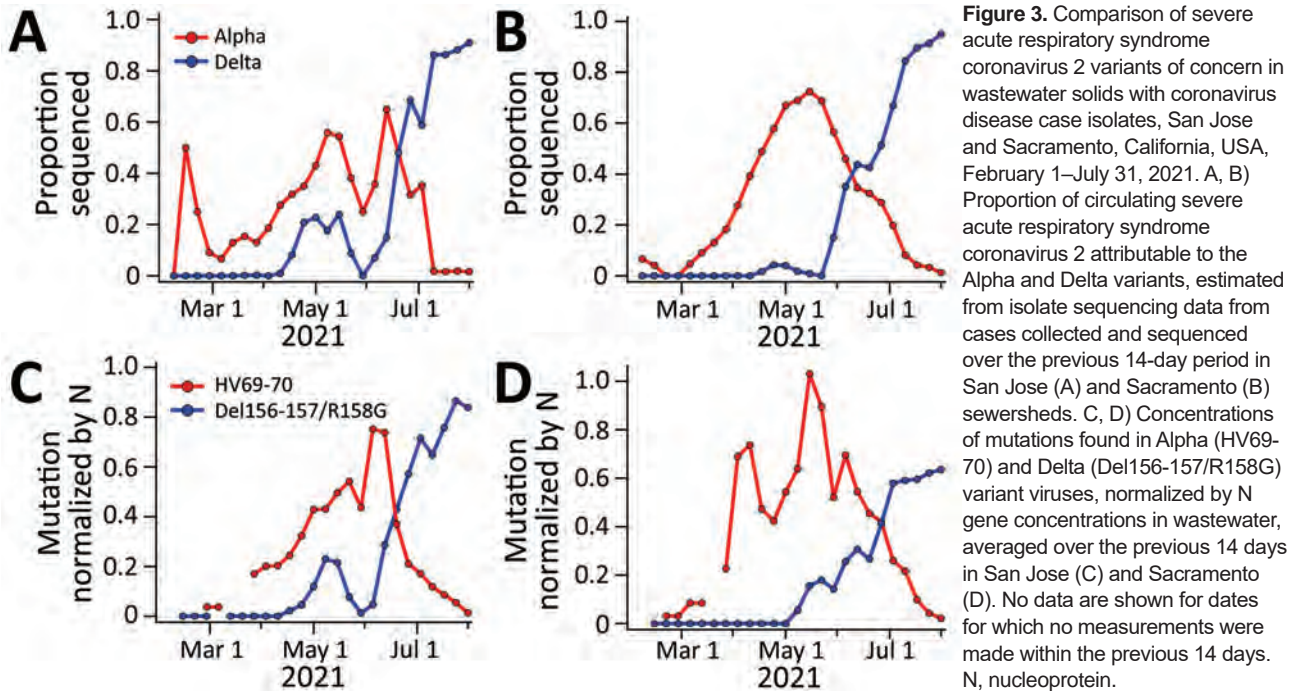 A
1.0
0.8
0.6
0.4
0.2
0
Proportion
sequenced
Alpha
Delta
Mar 1
May 1
Jul 1
2021
B
1.0
0.8
0.6
0.4
0.2
0
Proportion
sequenced
Mar 1
May 1
Jul 1
2021
C
1.0
0.8
0.6
0.4
0.2
0
Mutation
normalized by N
HV69-70
Del156-157/R158G
Mar 1
May 1
Jul 1
2021
D
1.0
0.8
0.6
0.4
0.2
0
Mutation
normalized by N
Mar 1
May 1
Jul 1
2021
Figure 3. Comparison of severe
acute respiratory syndrome
coronavirus 2 variants of concern in
wastewater solids with coronavirus
disease case isolates, San Jose
and Sacramento, California, USA,
February 1–July 31, 2021. A, B)
Proportion of circulating severe
acute respiratory syndrome
coronavirus 2 attributable to the
Alpha and Delta variants, estimated
from isolate sequencing data from
cases collected and sequenced
over the previous 14-day period in
San Jose (A) and Sacramento (B)
sewersheds. C, D) Concentrations
of mutations found in Alpha (HV69-
70) and Delta (Del156-157/R158G)
variant viruses, normalized by N
gene concentrations in wastewater,
averaged over the previous 14 days
in San Jose (C) and Sacramento
(D). No data are shown for dates
for which no measurements were
made within the previous 14 days.
N, nucleoprotein.